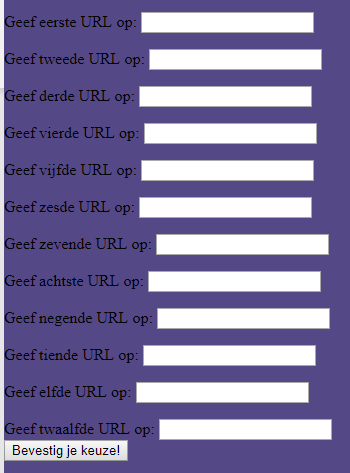 Geef eerste URL op:
Geef tweede URL op:
Geef derde URL op:
Geef vierde URL op:
Geef vijfde URL op:
Geef zesde URL op:
Geef zevende URL op:
Geef achtste URL op:
Geef negende URL op:
Geef tiende URL op:
Geef elfde URL op:
Geef twaalfde URL op:
Bevestig je keuze!